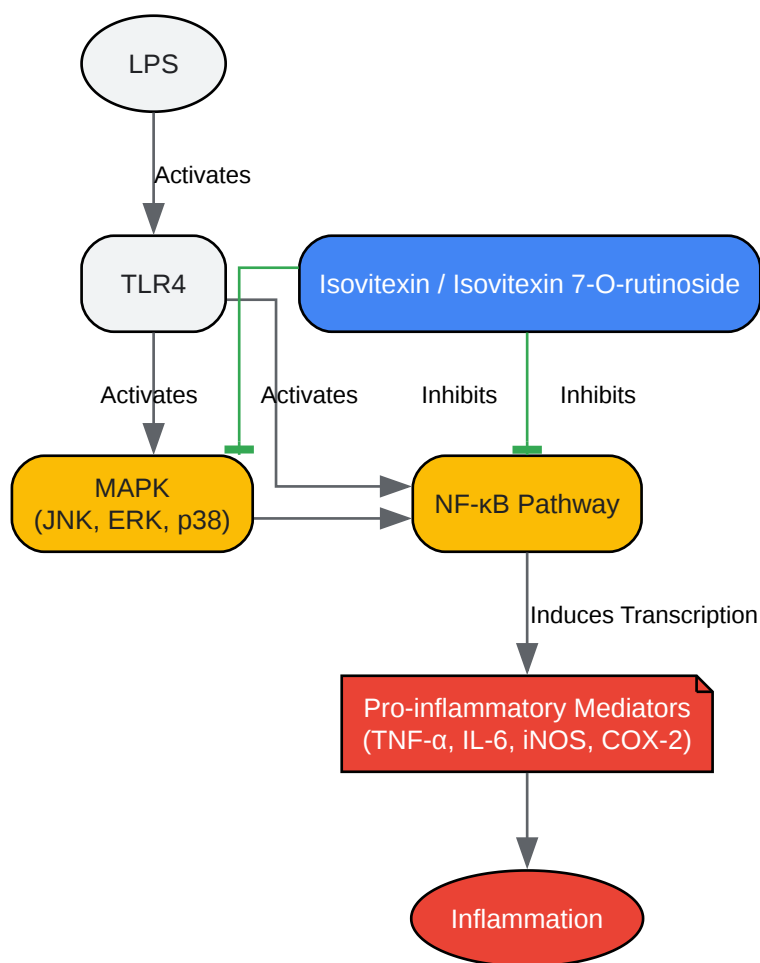 LPS
Activates
TLR4
Isovitexin / Isovitexin 7-O-rutinoside
Activates
Activates
Inhibits
Inhibits
MAPK
(JNK, ERK, p38)
NF-κB Pathway
Induces Transcription
Pro-inflammatory Mediators
(TNF-α, IL-6, iNOS, COX-2)
Inflammation